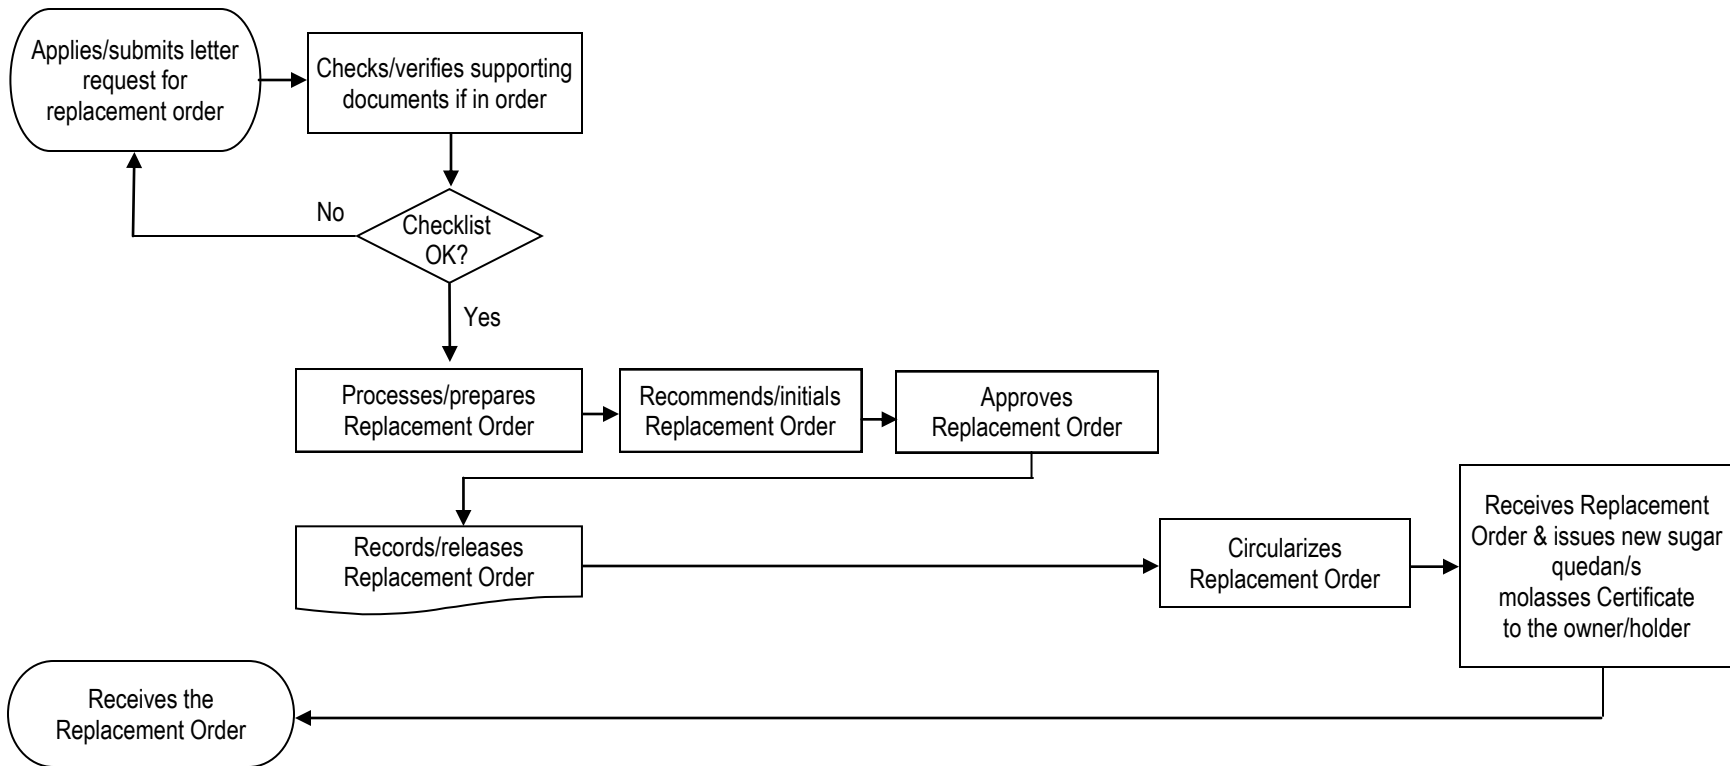 Applies/submits letter
request for
replacement order
Checks/verifies supporting
documents if in order
No
Checklist
OK?
Yes
Processes/prepares
Replacement Order
Recommends/initials
Replacement Order
Approves
Replacement Order
Records/releases
Replacement Order
Circularizes
Replacement Order
Receives Replacement
Order & issues new sugar
quedan/s
molasses Certificate
to the owner/holder
Receives the
Replacement Order